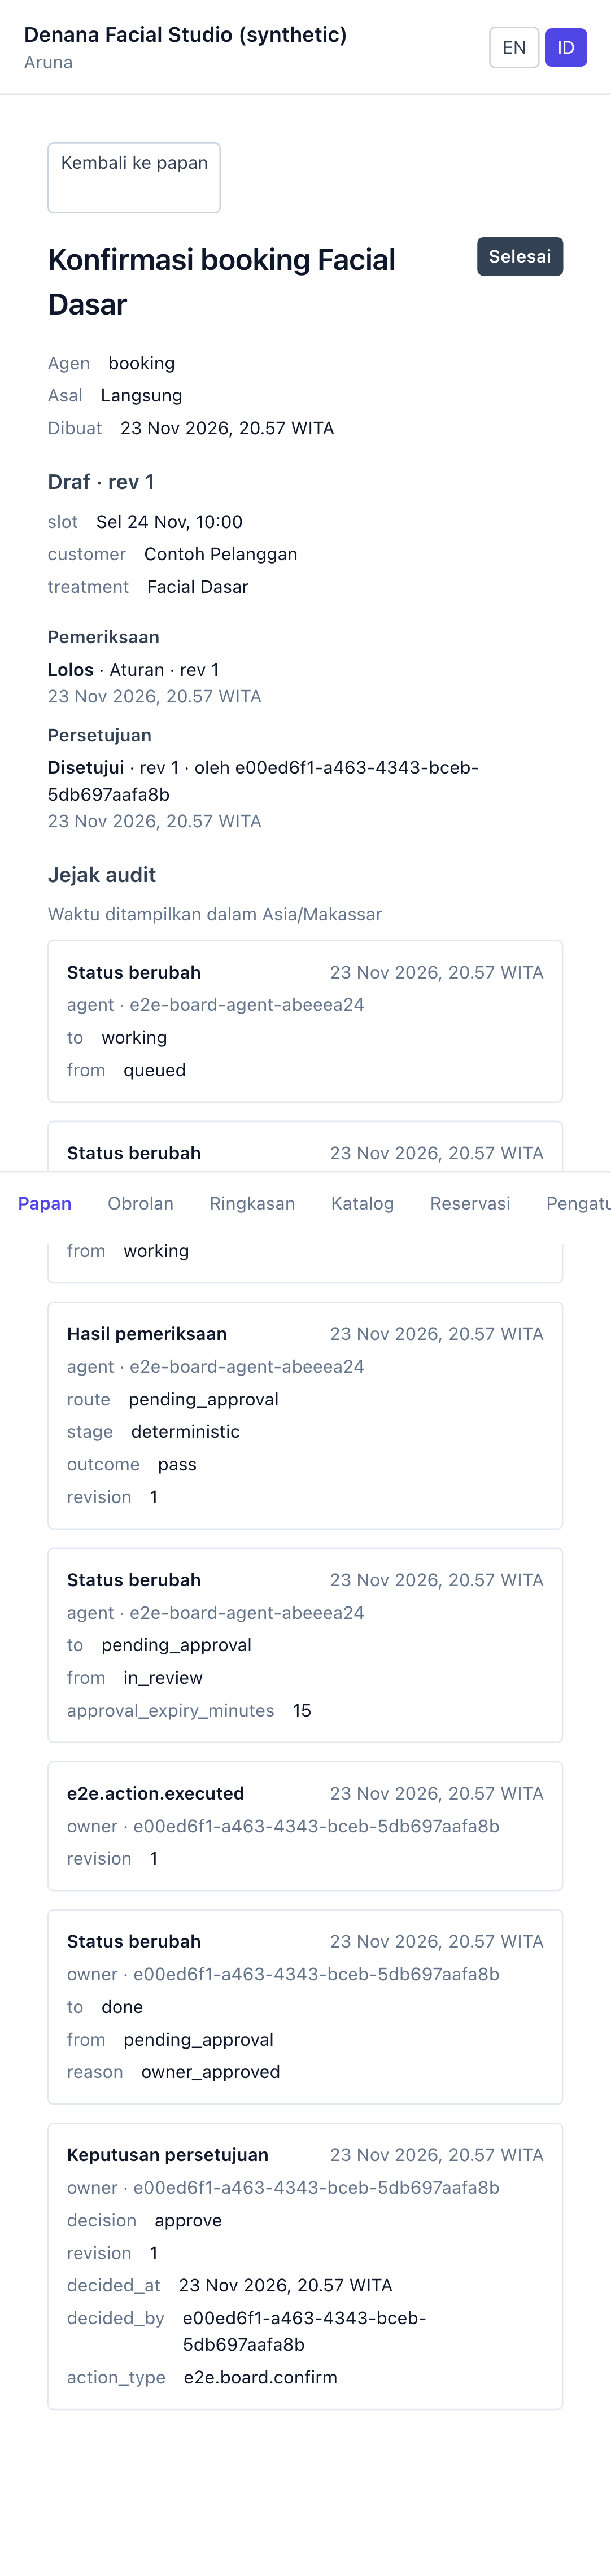 Denana Facial Studio (synthetic)
Aruna
EN
ID
Kembali ke papan
Konfirmasi booking Facial
Dasar
Selesai
Agen booking
Asal Langsung
Dibuat 23 Nov 2026, 20.57 WITA
Draf · rev 1
slot Sel 24 Nov, 10:00
customer Contoh Pelanggan
treatment Facial Dasar
Pemeriksaan
Lolos · Aturan · rev 1
23 Nov 2026, 20.57 WITA
Persetujuan
Disetujui · rev 1 · oleh e00ed6f1-a463-4343-bceb-
5db697aafa8b
23 Nov 2026, 20.57 WITA
Jejak audit
Waktu ditampilkan dalam Asia/Makassar
Status berubah 23 Nov 2026, 20.57 WITA
agent · e2e-board-agent-abeeea24
to working
from queued
Status berubah 23 Nov 2026, 20.57 WITA
Papan Obrolan Ringkasan Katalog Reservasi Pengatu
from working
Hasil pemeriksaan 23 Nov 2026, 20.57 WITA
agent · e2e-board-agent-abeeea24
route pending_approval
stage deterministic
outcome pass
revision 1
Status berubah 23 Nov 2026, 20.57 WITA
agent · e2e-board-agent-abeeea24
to pending_approval
from in_review
approval_expiry_minutes 15
e2e.action.executed 23 Nov 2026, 20.57 WITA
owner · e00ed6f1-a463-4343-bceb-5db697aafa8b
revision 1
Status berubah 23 Nov 2026, 20.57 WITA
owner · e00ed6f1-a463-4343-bceb-5db697aafa8b
to done
from pending_approval
reason owner_approved
Keputusan persetujuan 23 Nov 2026, 20.57 WITA
owner · e00ed6f1-a463-4343-bceb-5db697aafa8b
decision approve
revision 1
decided_at 23 Nov 2026, 20.57 WITA
decided_by e00ed6f1-a463-4343-bceb-
5db697aafa8b
action_type e2e.board.confirm